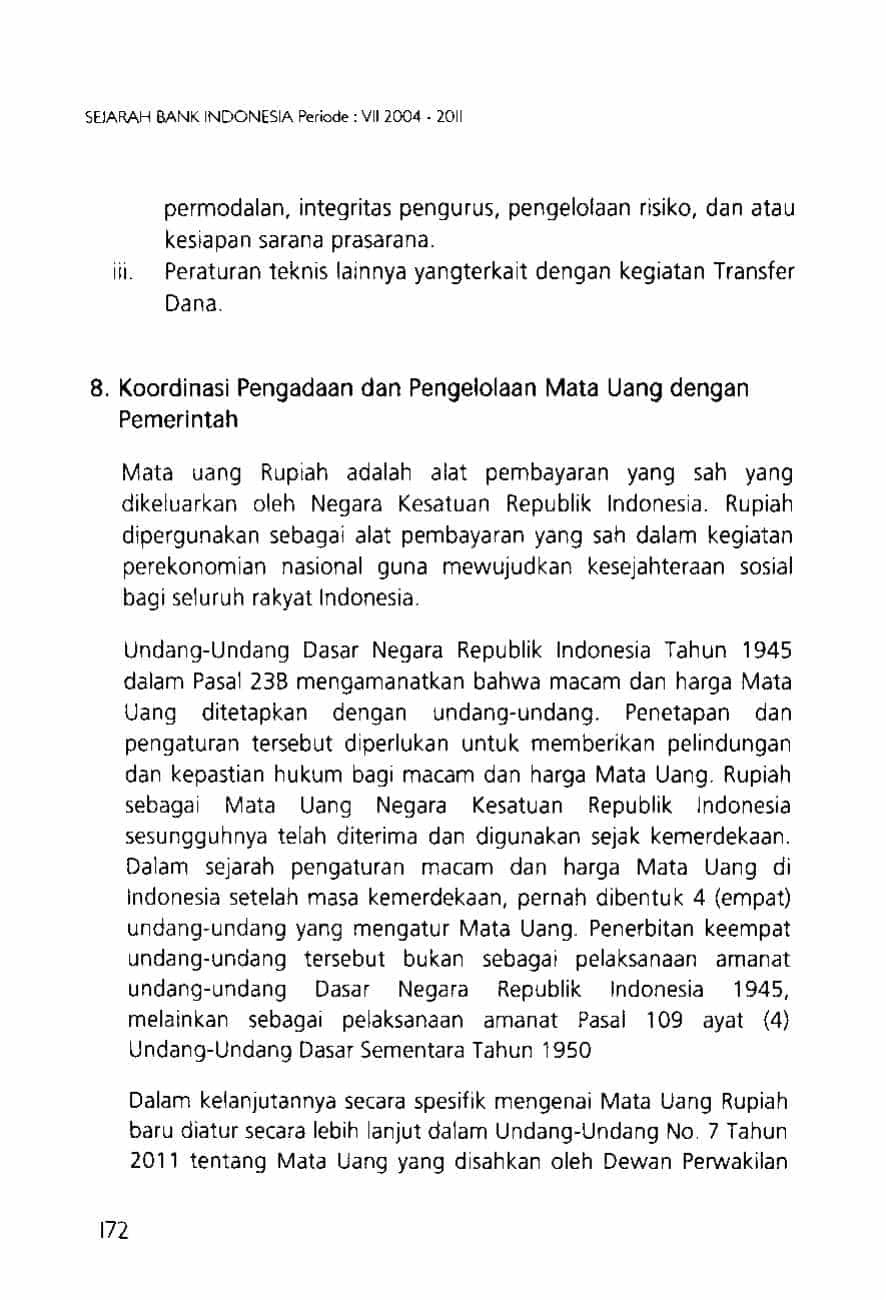 SEJARAH BANK INDONESIA Periode : VII 2004 - 2011
permodalan, integritas pengurus, pengelolaan risiko, dan atau
kesiapan sarana prasarana.
iii. Peraturan teknis lainnya yangterkait dengan kegiatan Transfer
Dana.
8. Koordinasi Pengadaan dan Pengelolaan Mata Uang dengan
Pemerintah
Mata uang Rupiah adalah alat pembayaran yang sah yang
dikeluarkan oleh Negara Kesatuan Republik Indonesia. Rupiah
dipergunakan sebagai alat pembayaran yang sah dalam kegiatan
perekonomian nasional guna mewujudkan kesejahteraan sosial
bagi seluruh rakyat Indonesia.
Undang-Undang Dasar Negara Republik Indonesia Tahun 1945
dalam Pasal 23B mengamanatkan bahwa macam dan harga Mata
Uang ditetapkan dengan undang-undang. Penetapan dan
pengaturan tersebut diperlukan untuk memberikan pelindungan
dan kepastian hukum bagi macam dan harga Mata Uang. Rupiah
sebagai Mata Uang Negara Kesatuan Republik Indonesia
sesungguhnya telah diterima dan digunakan sejak kemerdekaan.
Dalam sejarah pengaturan macam dan harga Mata Uang di
Indonesia setelah masa kemerdekaan, pernah dibentuk 4 (empat)
undang-undang yang mengatur Mata Uang. Penerbitan keempat
undang-undang tersebut bukan sebagai pelaksanaan amanat
undang-undang Dasar Negara Republik Indonesia 1945,
melainkan sebagai pelaksanaan amanat Pasal 109 ayat (4)
Undang-Undang Dasar Sementara Tahun 1950
Dalam kelanjutannya secara spesifik mengenai Mata Uang Rupiah
baru diatur secara lebih lanjut dalam Undang-Undang No. 7 Tahun
2011 tentang Mata Uang yang disahkan oleh Dewan Perwakilan
172